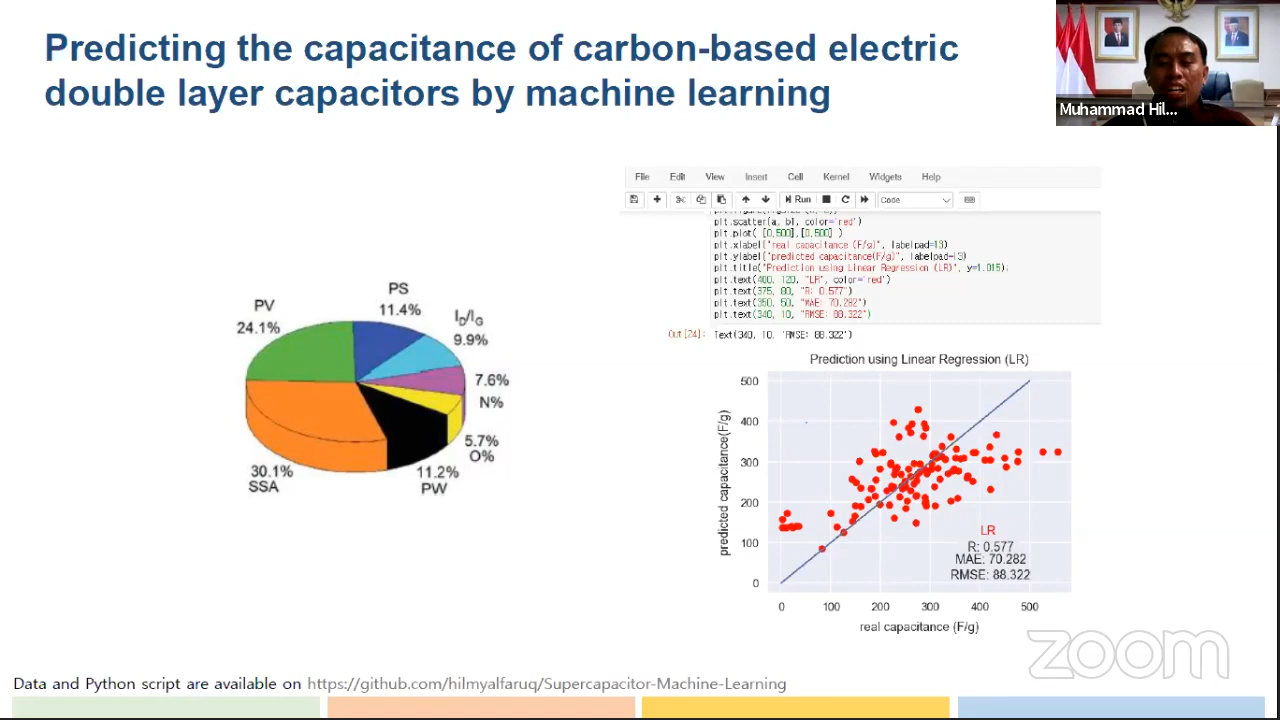 Predicting the capacitance of carbon-based electric
double layer capacitors by machine learning
Muhammad Hil...
PS
11.4%
PV
24.1%
I_D/I_G
9.9%
7.6%
N%
5.7%
O%
11.2%
PW
30.1%
SSA
File Edit View Insert Cell Kernel Widgets Help
Run Code
plt.scatter(a, b1, color='red')
plt.plot( [0,500],[0,500] )
plt.xlabel("real capacitance (F/g)", labelpad=13)
plt.ylabel("predicted capacitance(F/g)", labelpad=13)
plt.title("Prediction using Linear Regression (LR)", y=1.015);
plt.text(400, 120, "LR", color='red')
plt.text(375, 80, "R: 0.577")
plt.text(350, 50, "MAE: 70.282")
plt.text(340, 10, "RMSE: 88.322")
Out[24]: Text(340, 10, 'RMSE: 88.322')
Prediction using Linear Regression (LR)
500
400
300
200
100
0
predicted capacitance(F/g)
LR
R: 0.577
MAE: 70.282
RMSE: 88.322
0 100 200 300 400 500
real capacitance (F/g)
zoom
Data and Python script are available on https://github.com/hilmyalfaruq/Supercapacitor-Machine-Learning